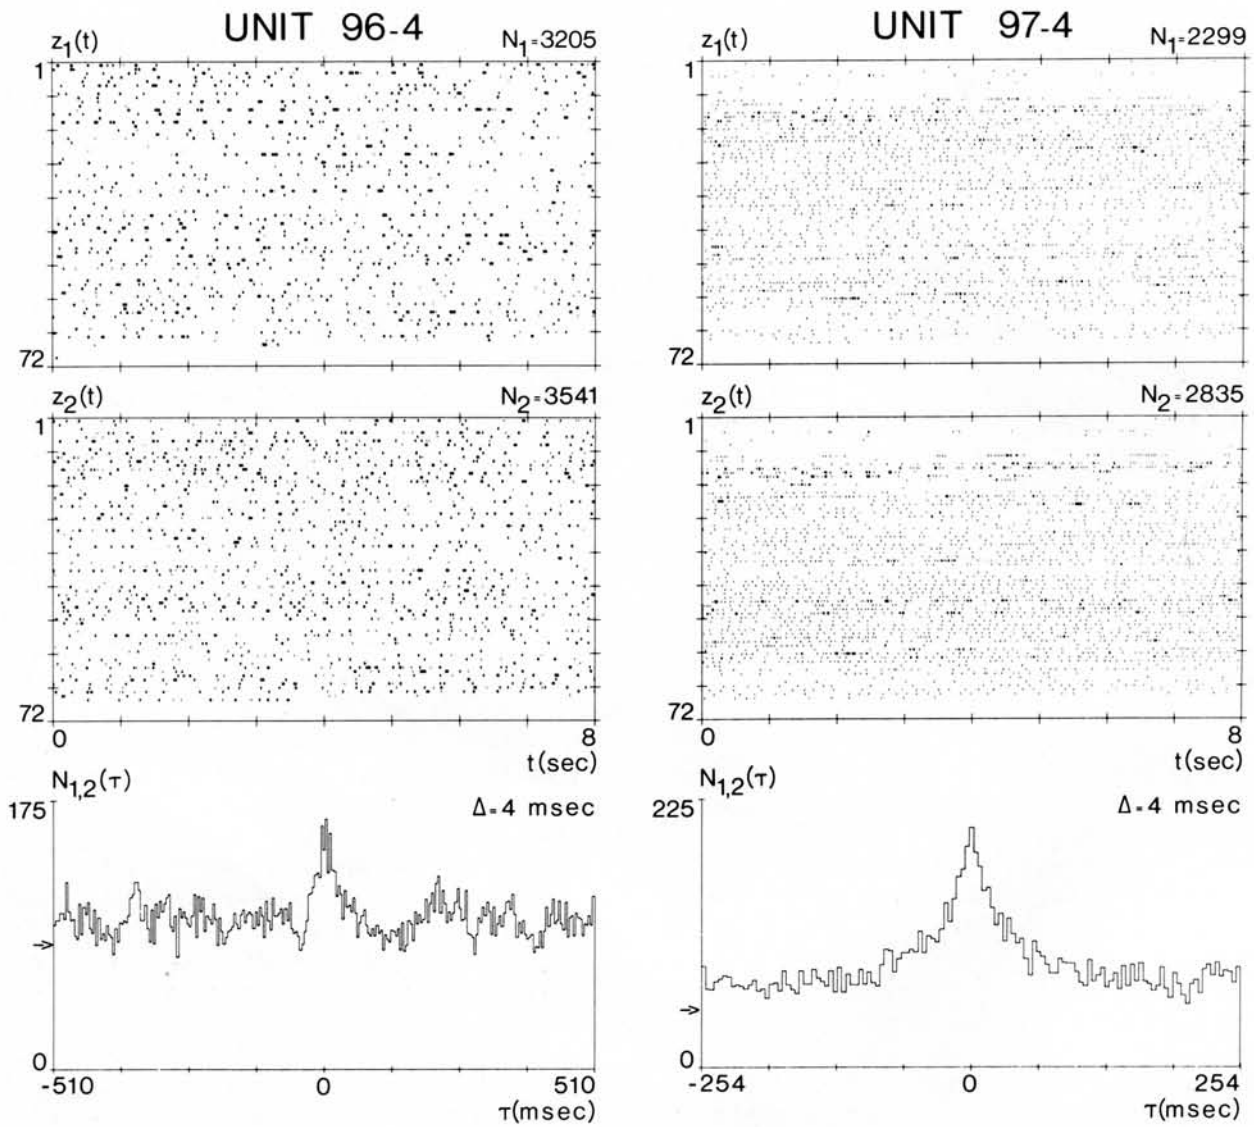 UNIT 96-4
z₁(t)
N₁=3205
1
72
z₂(t)
N₂=3541
1
72
0
8
t(sec)
N₁,₂(τ)
175
Δ=4 msec
0
-510
0
510
τ(msec)
UNIT 97-4
z₁(t)
N₁=2299
1
72
z₂(t)
N₂=2835
1
72
0
8
t(sec)
N₁,₂(τ)
225
Δ=4 msec
0
-254
0
254
τ(msec)